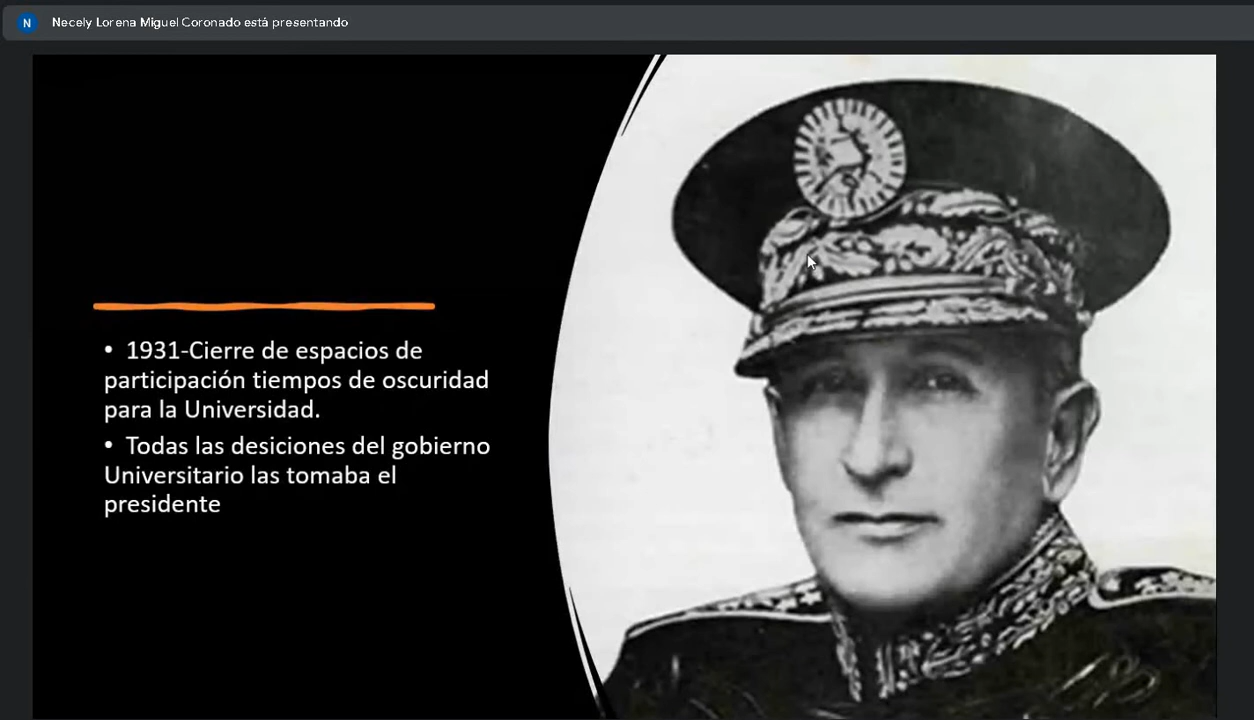 N
Necely Lorena Miguel Coronado está presentando
• 1931-Cierre de espacios de
participación tiempos de oscuridad
para la Universidad.
• Todas las desiciones del gobierno
Universitario las tomaba el
presidente